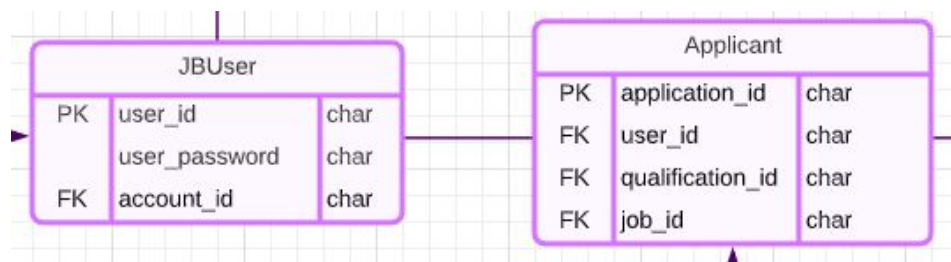 JBUser
PK user_id char
user_password char
FK account_id char
Applicant
PK application_id char
FK user_id char
FK qualification_id char
FK job_id char